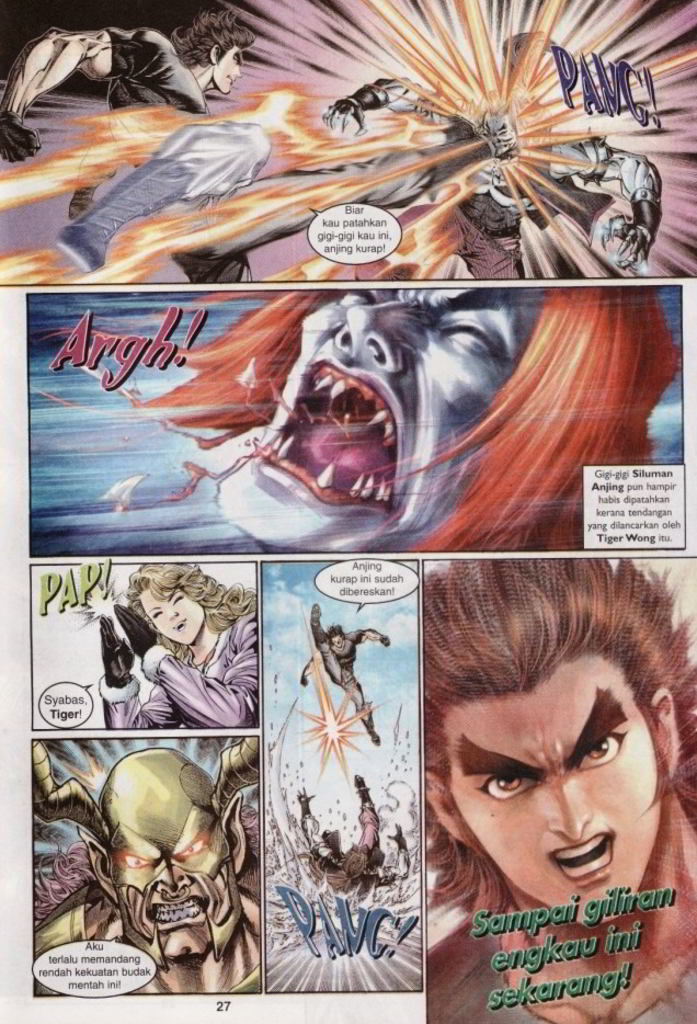 PANG!
Biar
kau patahkan
gigi-gigi kau ini,
anjing kurap!
Argh!
Gigi-gigi Siluman
Anjing pun hampir
habis dipatahkan
kerana tendangan
yang dilancarkan oleh
Tiger Wong itu.
PAP!
Syabas,
Tiger!
Anjing
kurap ini sudah
dibereskan!
PANG!
Aku
terlalu memandang
rendah kekuatan budak
mentah ini!
Sampai giliran
engkau ini
sekarang!
27